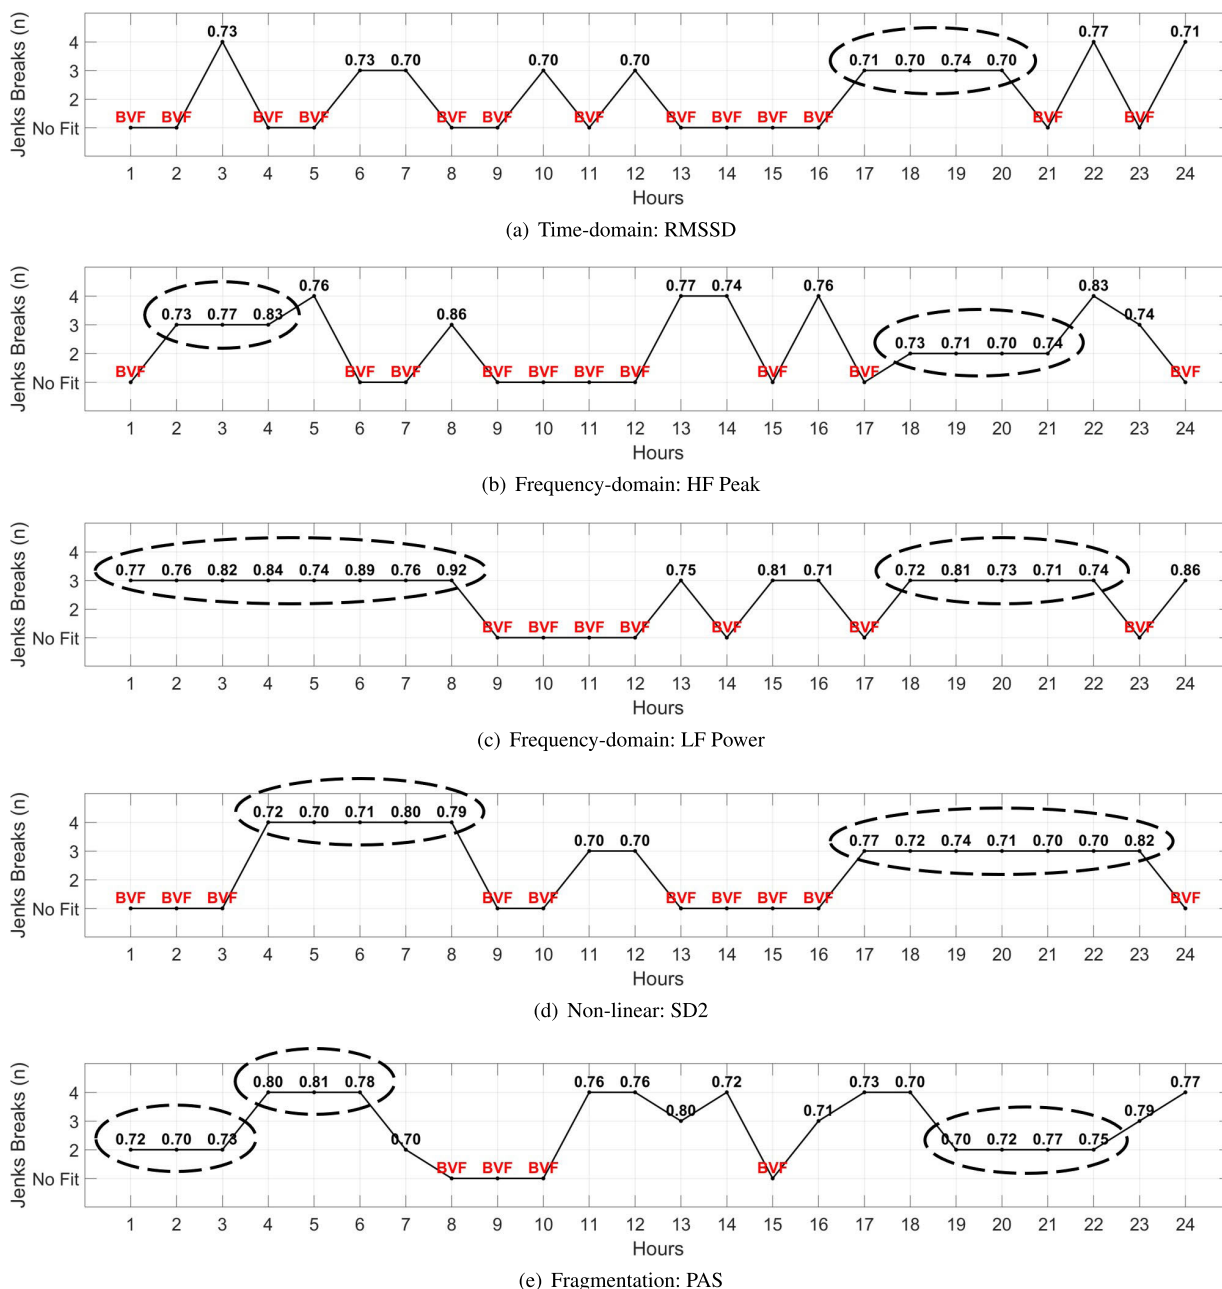 Jenks Breaks (n)
4
3
2
No Fit
BVF BVF 0.73 BVF BVF 0.73 0.70 BVF BVF 0.70 BVF 0.70 BVF BVF BVF BVF 0.71 0.70 0.74 0.70 BVF 0.77 BVF 0.71
1 2 3 4 5 6 7 8 9 10 11 12 13 14 15 16 17 18 19 20 21 22 23 24
Hours
(a) Time-domain: RMSSD
Jenks Breaks (n)
4
3
2
No Fit
BVF 0.73 0.77 0.83 0.76 BVF BVF 0.86 BVF BVF BVF BVF 0.77 0.74 BVF 0.76 BVF 0.73 0.71 0.70 0.74 0.83 0.74 BVF
1 2 3 4 5 6 7 8 9 10 11 12 13 14 15 16 17 18 19 20 21 22 23 24
Hours
(b) Frequency-domain: HF Peak
Jenks Breaks (n)
4
3
2
No Fit
0.77 0.76 0.82 0.84 0.74 0.89 0.76 0.92 BVF BVF BVF BVF 0.75 BVF 0.81 0.71 BVF 0.72 0.81 0.73 0.71 0.74 BVF 0.86
1 2 3 4 5 6 7 8 9 10 11 12 13 14 15 16 17 18 19 20 21 22 23 24
Hours
(c) Frequency-domain: LF Power
Jenks Breaks (n)
4
3
2
No Fit
BVF BVF BVF 0.72 0.70 0.71 0.80 0.79 BVF BVF 0.70 0.70 BVF BVF BVF BVF 0.77 0.72 0.74 0.71 0.70 0.70 0.82 BVF
1 2 3 4 5 6 7 8 9 10 11 12 13 14 15 16 17 18 19 20 21 22 23 24
Hours
(d) Non-linear: SD2
Jenks Breaks (n)
4
3
2
No Fit
0.72 0.70 0.73 0.80 0.81 0.78 0.70 BVF BVF BVF 0.76 0.76 0.80 0.72 BVF 0.71 0.73 0.70 0.70 0.72 0.77 0.75 0.79 0.77
1 2 3 4 5 6 7 8 9 10 11 12 13 14 15 16 17 18 19 20 21 22 23 24
Hours
(e) Fragmentation: PAS